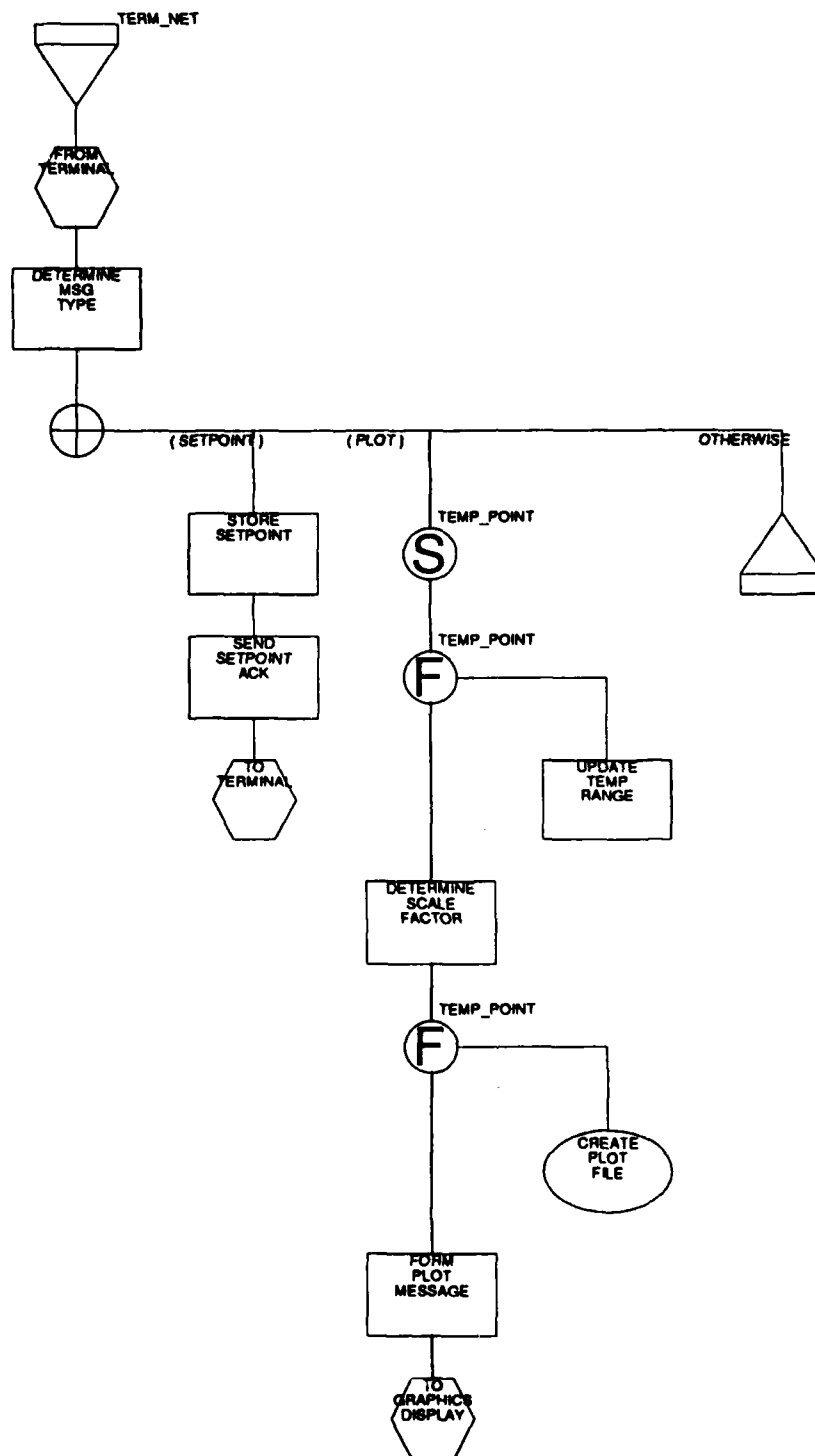 TERM_NET
FROM
TERMINAL
DETERMINE
MSG
TYPE
( SETPOINT )
( PLOT )
OTHERWISE
STORE
SETPOINT
TEMP_POINT
S
SEND
SETPOINT
ACK
TEMP_POINT
F
TO
TERMINAL
UPDATE
TEMP
RANGE
DETERMINE
SCALE
FACTOR
TEMP_POINT
F
CREATE
PLOT
FILE
FORM
PLOT
MESSAGE
TO
GRAPHICS
DISPLAY